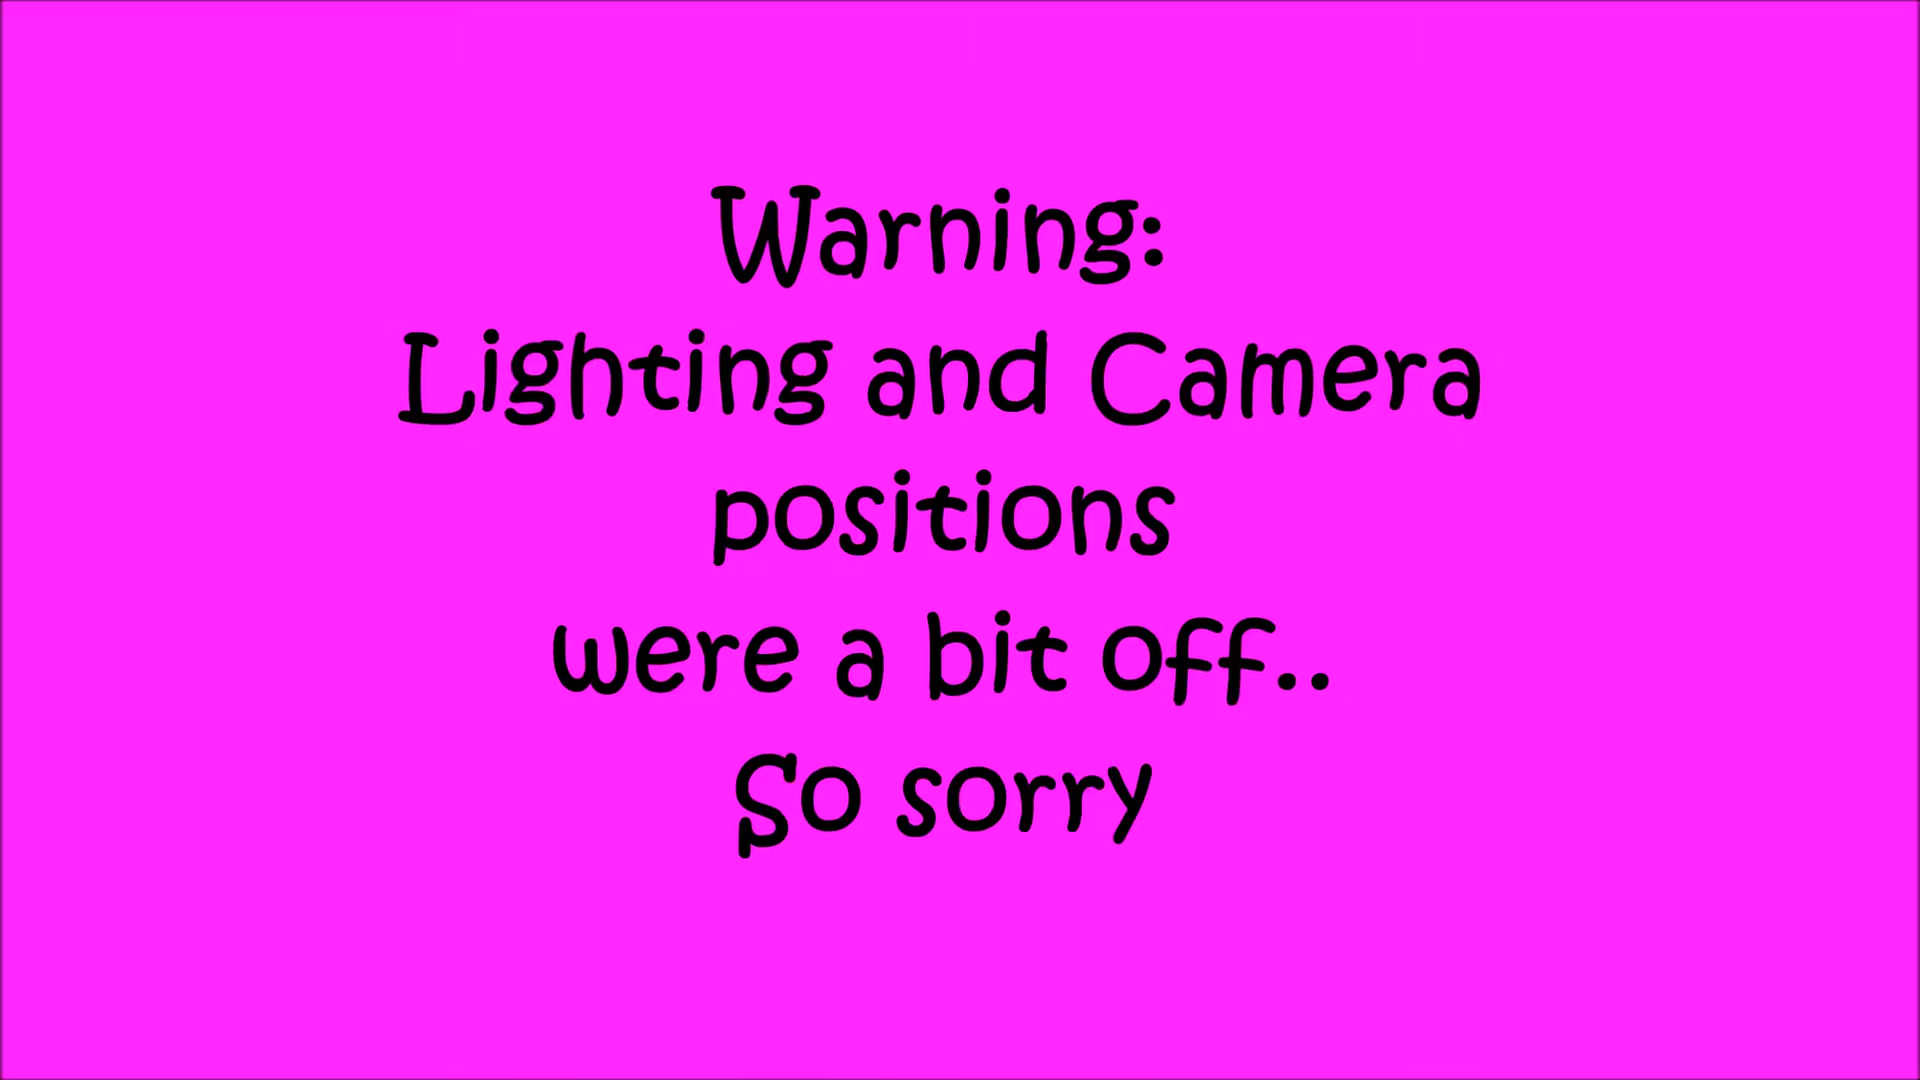 Warning:
Lighting and Camera
positions
were a bit off..
So sorry